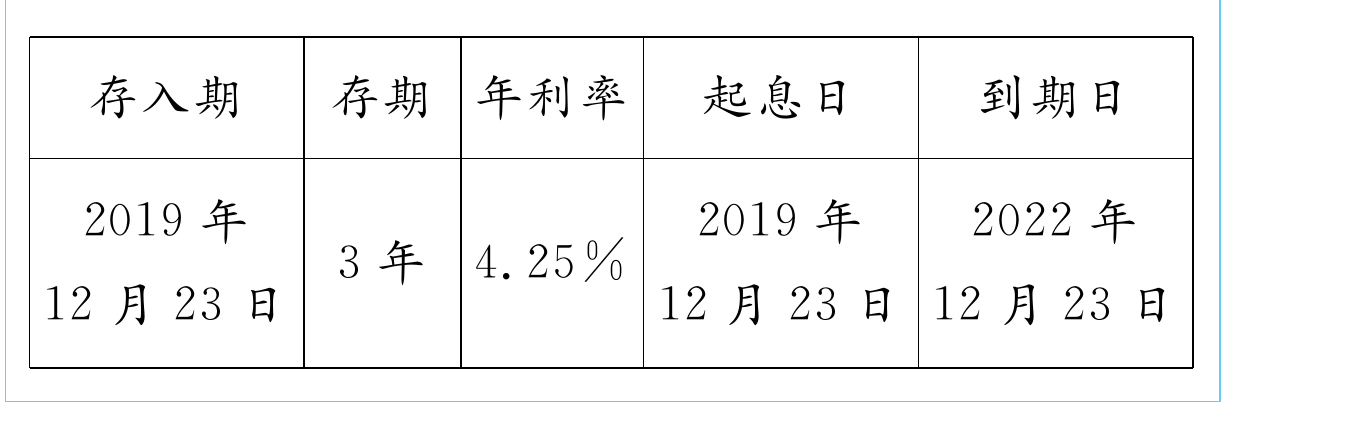 存入期 存期 年利率 起息日 到期日
2019 年 2019 年 2022 年
3 年 4.25%
12 月 23 日 12 月 23 日 12 月 23 日